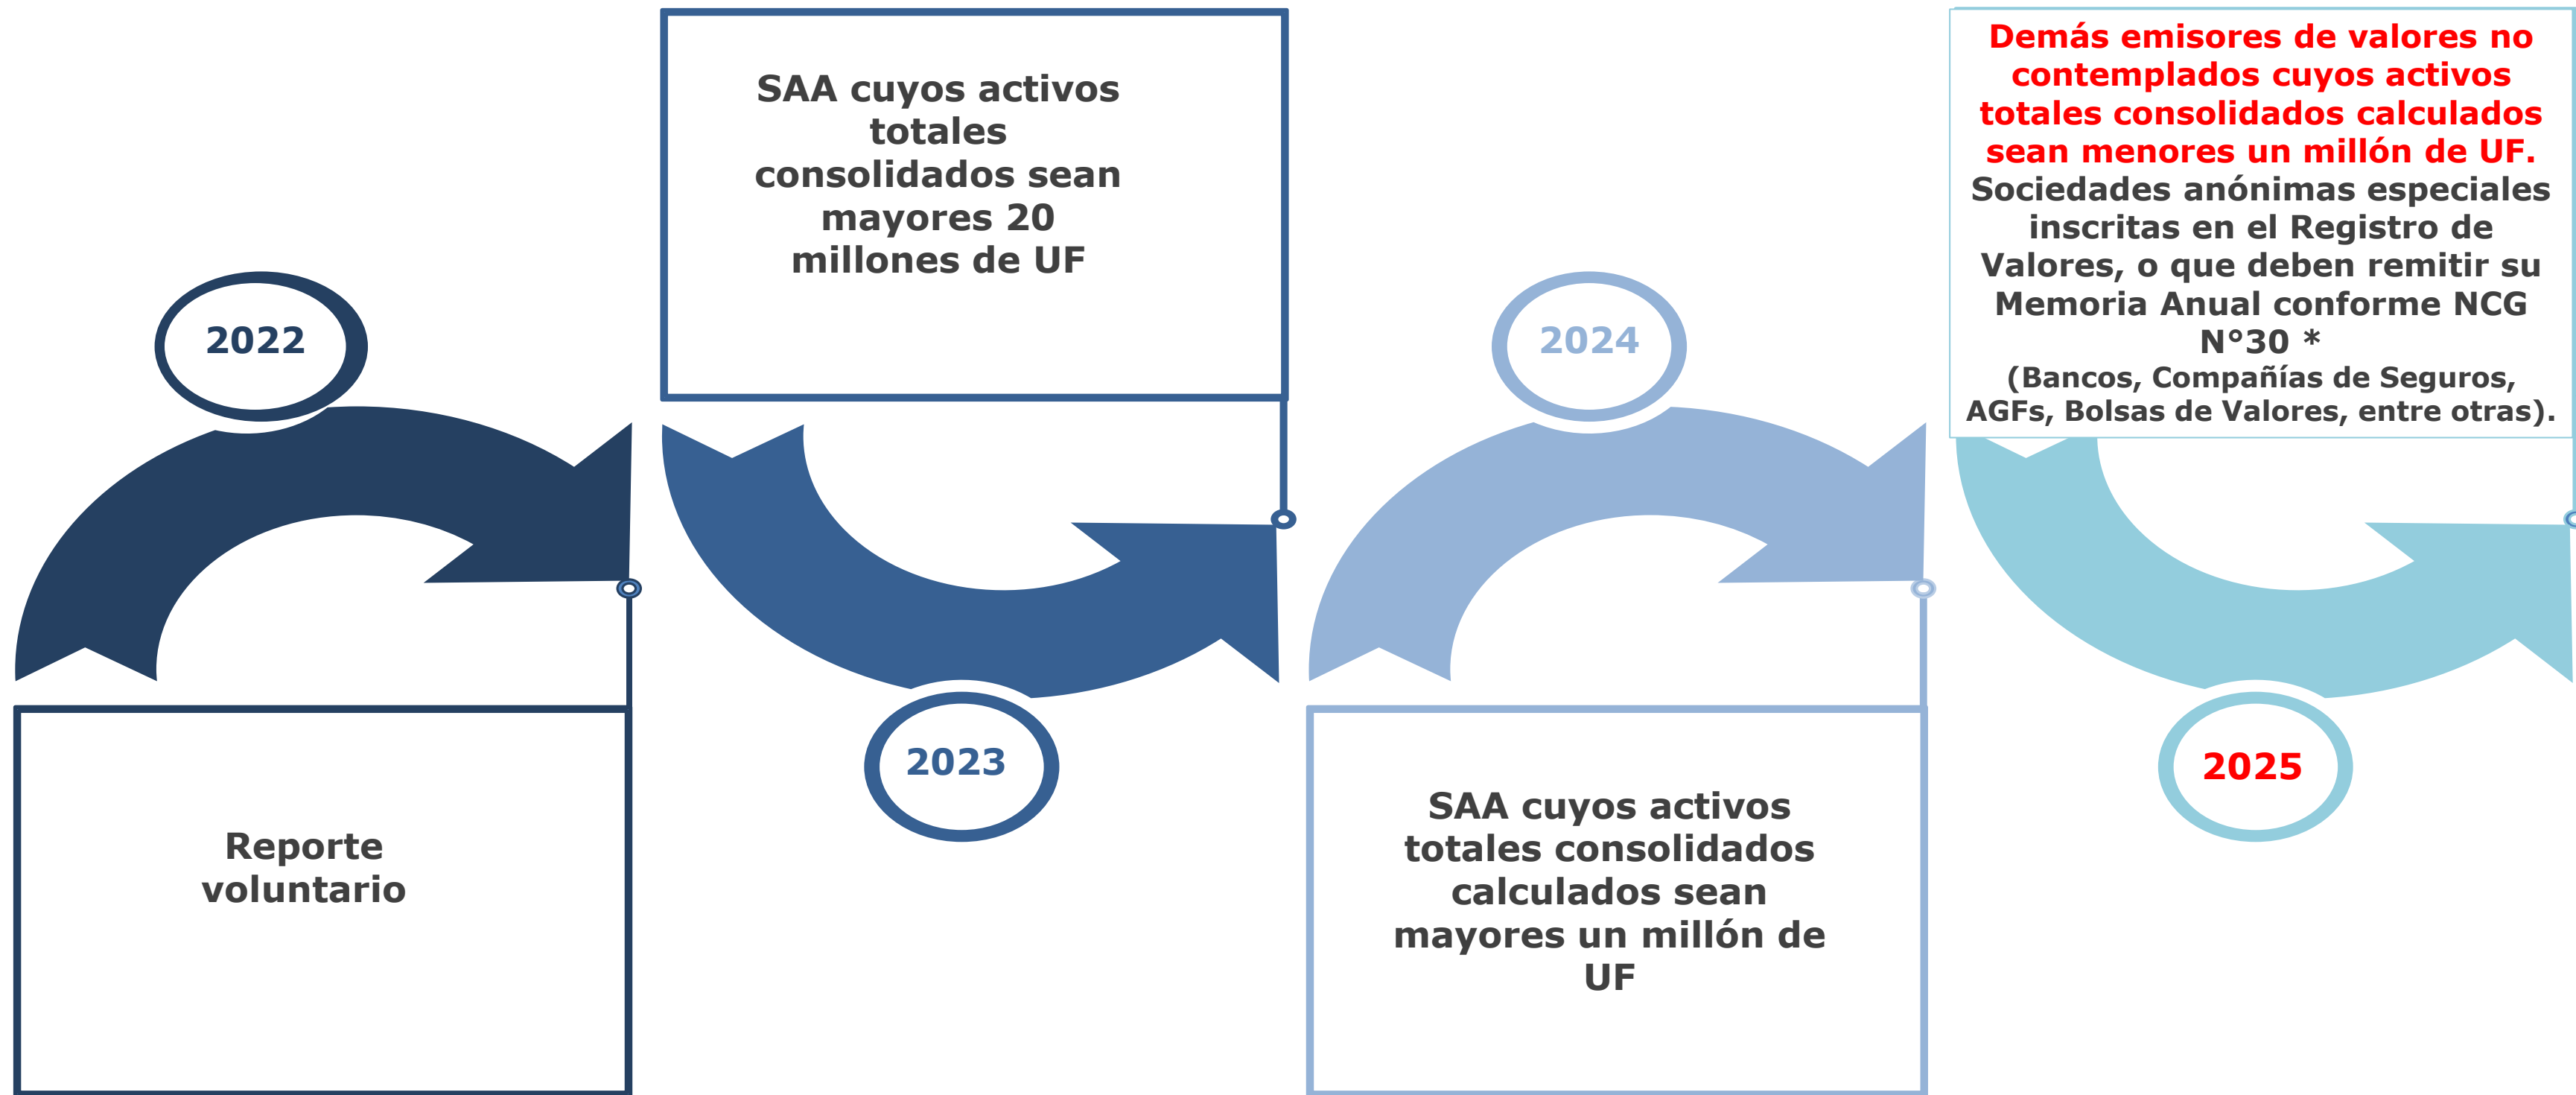 2022
Reporte
voluntario
SAA cuyos activos
totales
consolidados sean
mayores 20
millones de UF
2023
2024
SAA cuyos activos
totales consolidados
calculados sean
mayores un millón de
UF
Demás emisores de valores no
contemplados cuyos activos
totales consolidados calculados
sean menores un millón de UF.
Sociedades anónimas especiales
inscritas en el Registro de
Valores, o que deben remitir su
Memoria Anual conforme NCG
N°30 *
(Bancos, Compañías de Seguros,
AGFs, Bolsas de Valores, entre otras).
2025